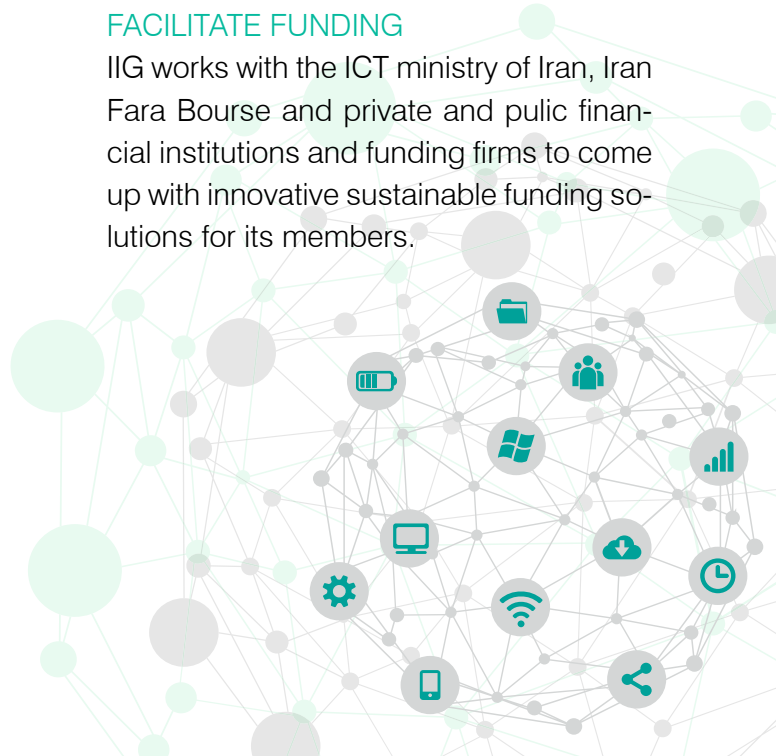 FACILITATE FUNDING
IIG works with the ICT ministry of Iran, Iran
Fara Bourse and private and pulic finan-
cial institutions and funding firms to come
up with innovative sustainable funding so-
lutions for its members.